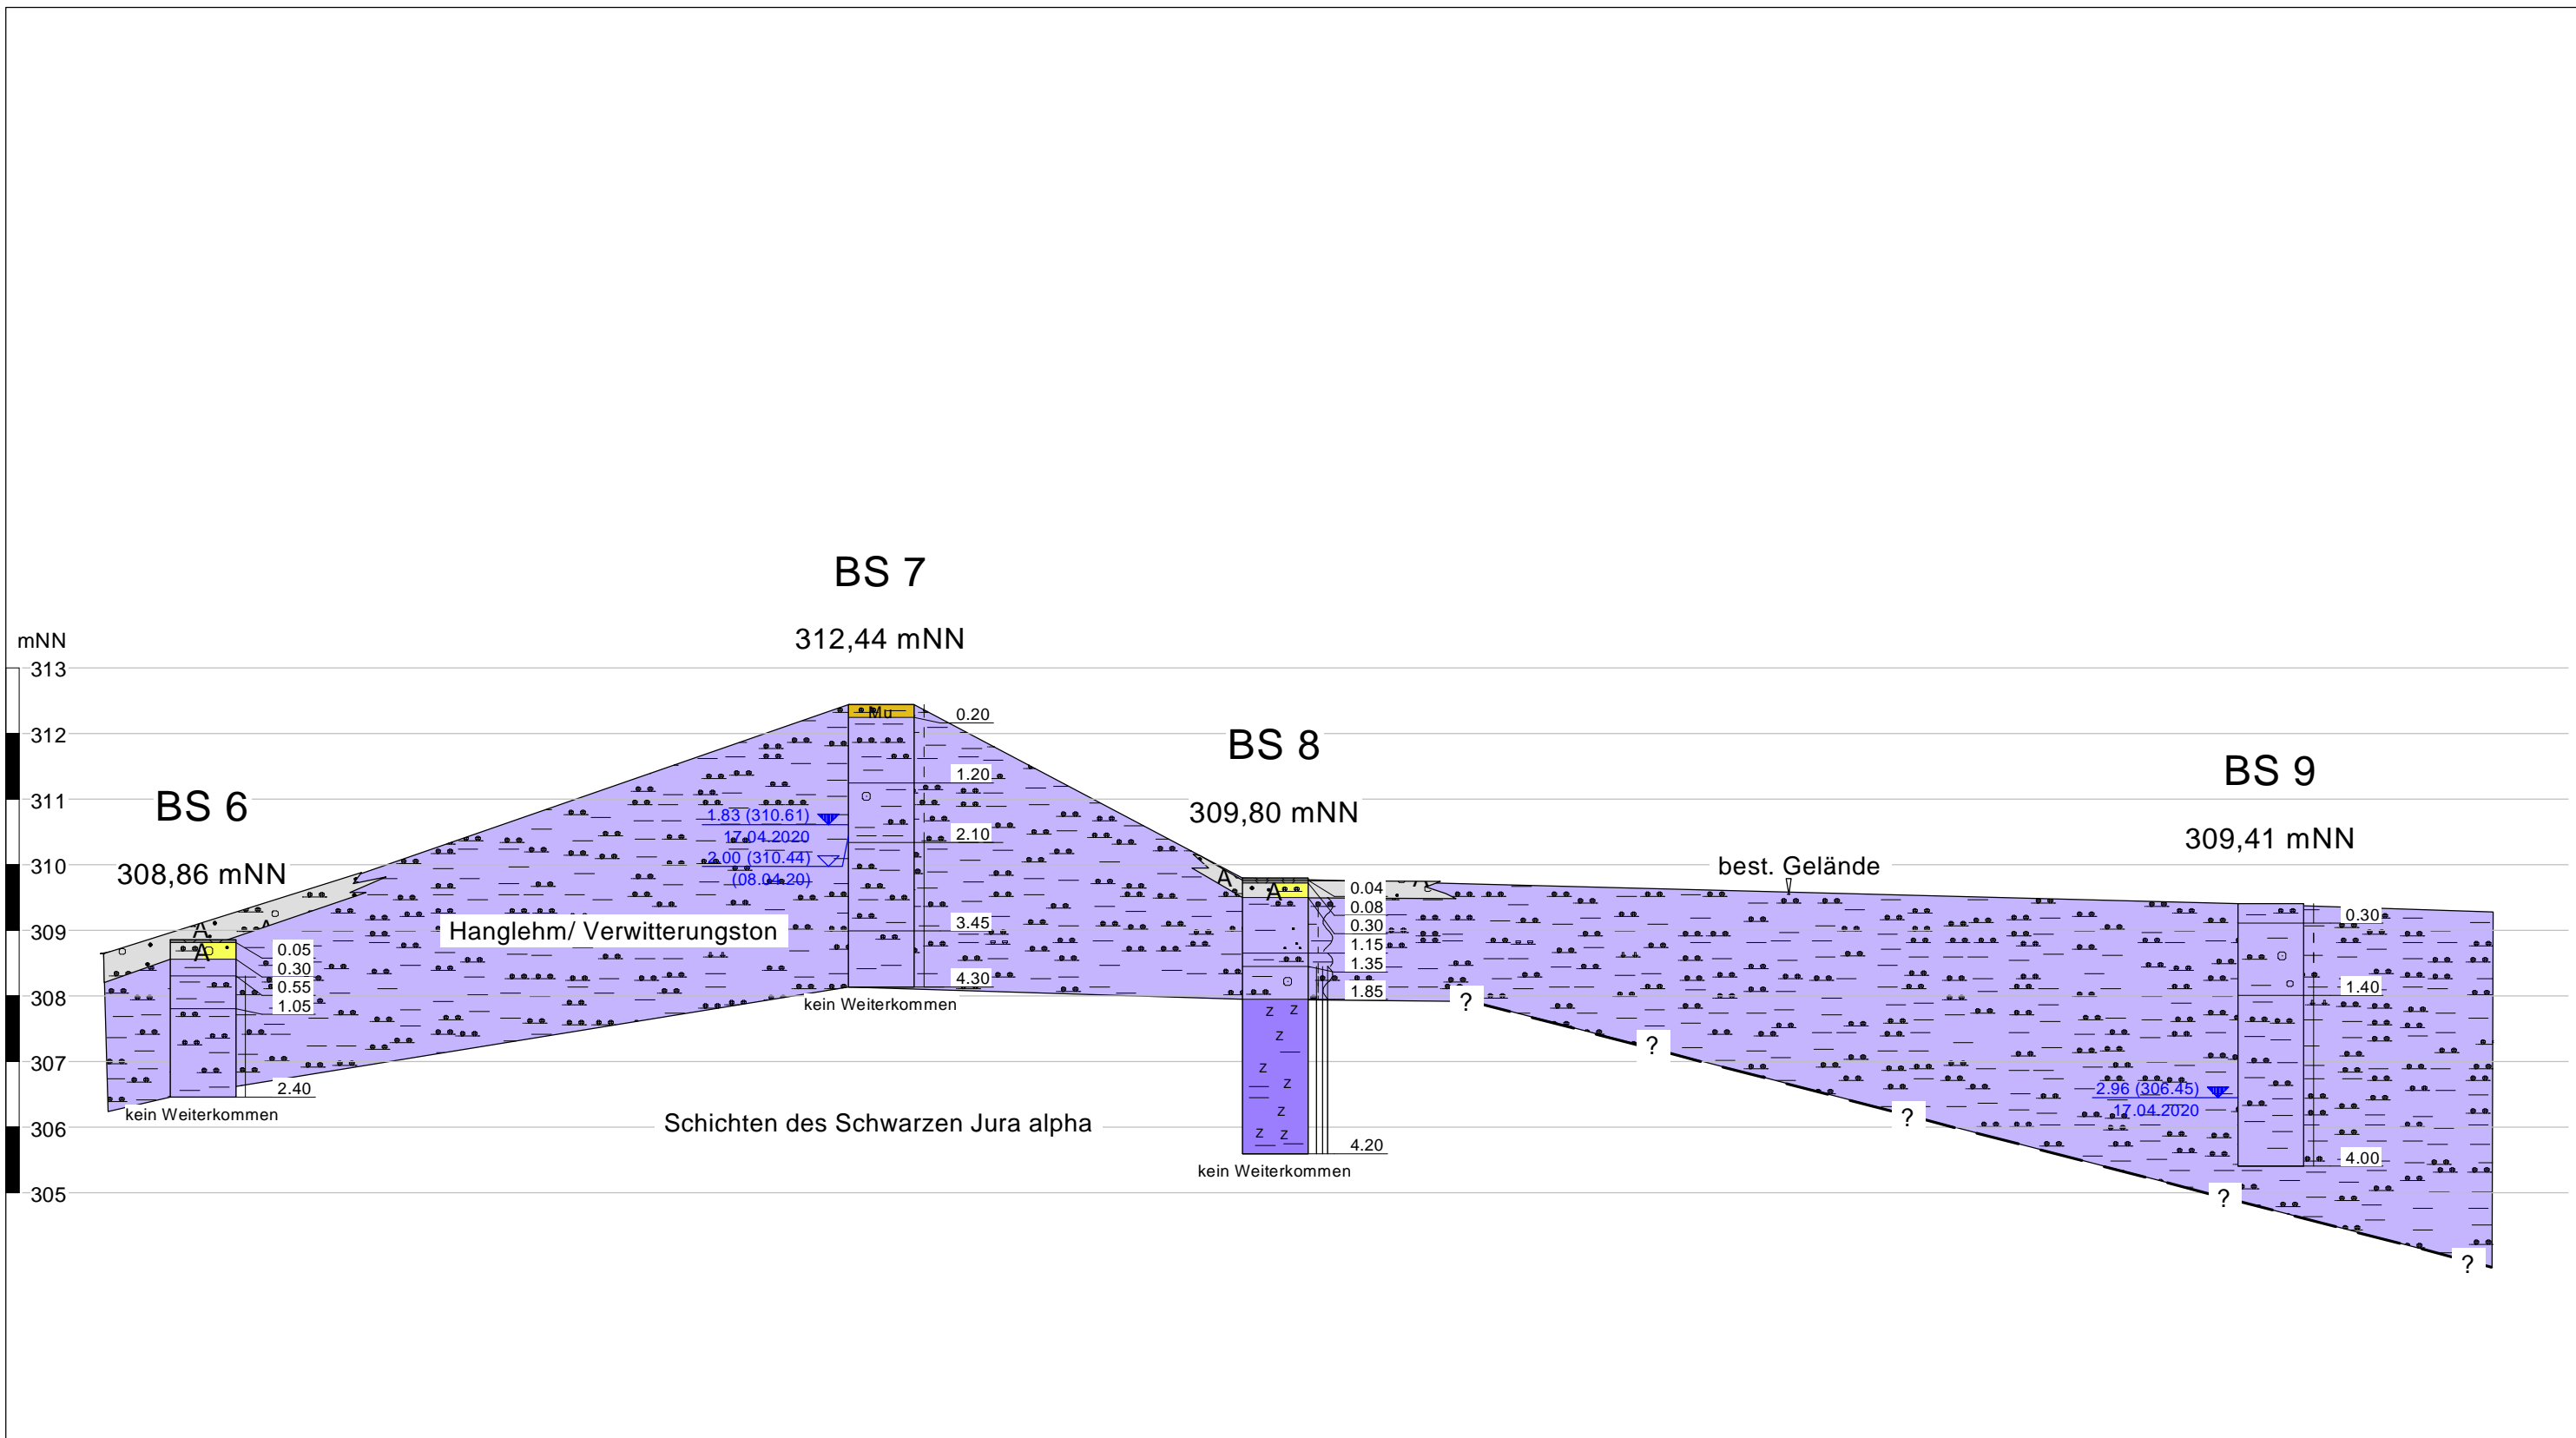 BS 7
312,44 mNN
mNN
313
312
311
310
309
308
307
306
305
BS 6
308,86 mNN
A
A
A
0.05
0.30
0.55
1.05
2.40
kein Weiterkommen
Hanglehm/ Verwitterungston
Mu
0.20
1.20
2.10
3.45
4.30
kein Weiterkommen
1.83 (310.61)
17.04.2020
2.00 (310.44)
(08.04.20)
Schichten des Schwarzen Jura alpha
BS 8
309,80 mNN
A
A
A
0.04
0.08
0.30
1.15
1.35
1.85
4.20
z z
z
z
z
z
z z
kein Weiterkommen
best. Gelände
?
?
?
?
?
BS 9
309,41 mNN
0.30
1.40
4.00
2.96 (306.45)
17.04.2020